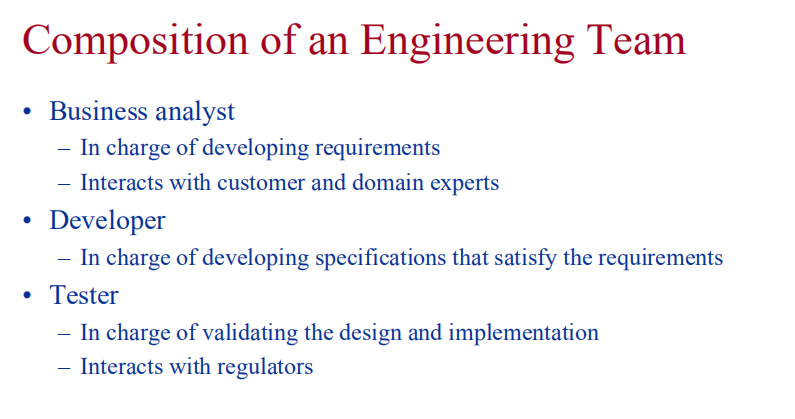 Composition of an Engineering Team
• Business analyst
– In charge of developing requirements
– Interacts with customer and domain experts
• Developer
– In charge of developing specifications that satisfy the requirements
• Tester
– In charge of validating the design and implementation
– Interacts with regulators